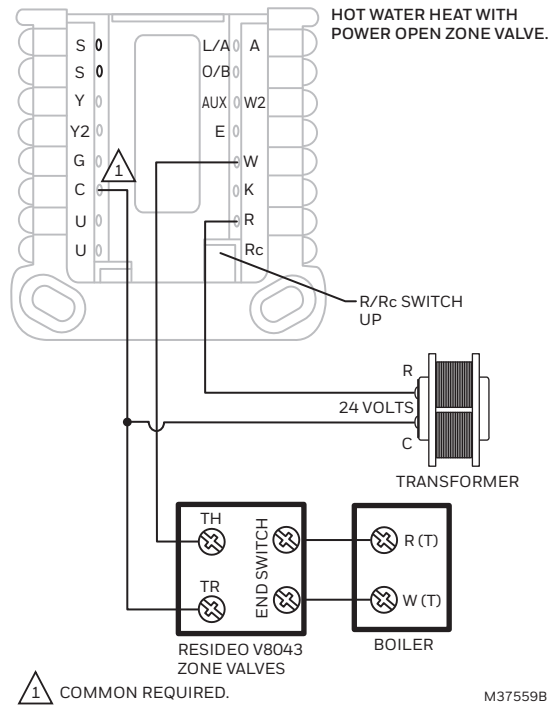 HOT WATER HEAT WITH
POWER OPEN ZONE VALVE.
S L/A A
S O/B
Y AUX W2
Y2 E
G 1 W
C K
U R
U Rc
R/Rc SWITCH
UP
R
24 VOLTS
C
TRANSFORMER
TH
TR
END SWITCH
R (T)
W (T)
RESIDEO V8043
ZONE VALVES
BOILER
1 COMMON REQUIRED.
M37559B